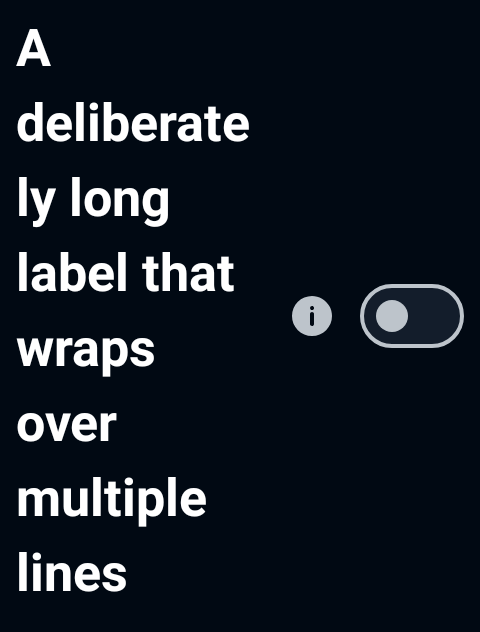 A
deliberate
ly long
label that
wraps
over
multiple
lines